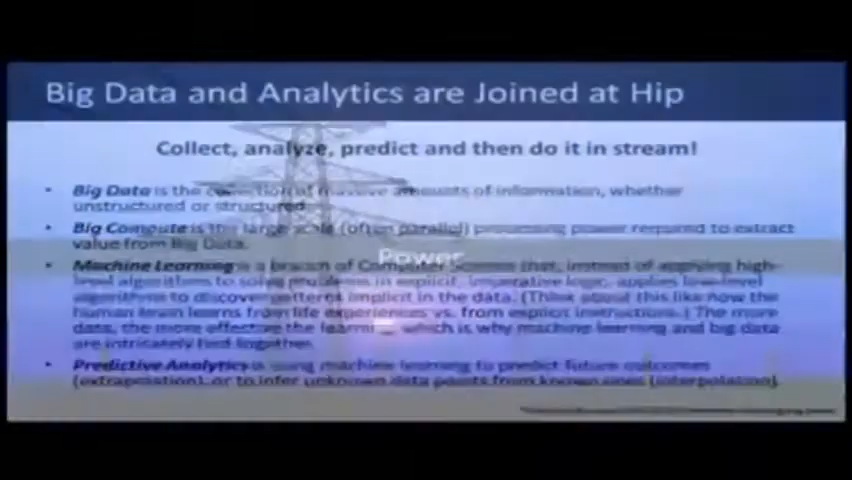 Big Data and Analytics are Joined at Hip
Collect, analyze, predict and then do it in stream!
• Big Data is the collection of massive amounts of information, whether
unstructured or structured.
• Big Compute is the large scale (often parallel) processing power required to extract
value from Big Data.
Power
• Machine Learning is a branch of Computer Science that, instead of applying high-
level algorithms to solve problems in explicit, imperative logic, applies low-level
algorithms to discover patterns implicit in the data. (Think about this like how the
human brain learns from life experiences vs. from explicit instructions.) The more
data, the more effective the learning, which is why machine learning and big data
are intricately tied together.
• Predictive Analytics is using machine learning to predict future outcomes
(extrapolation), or to infer unknown data points from known ones (interpolation).